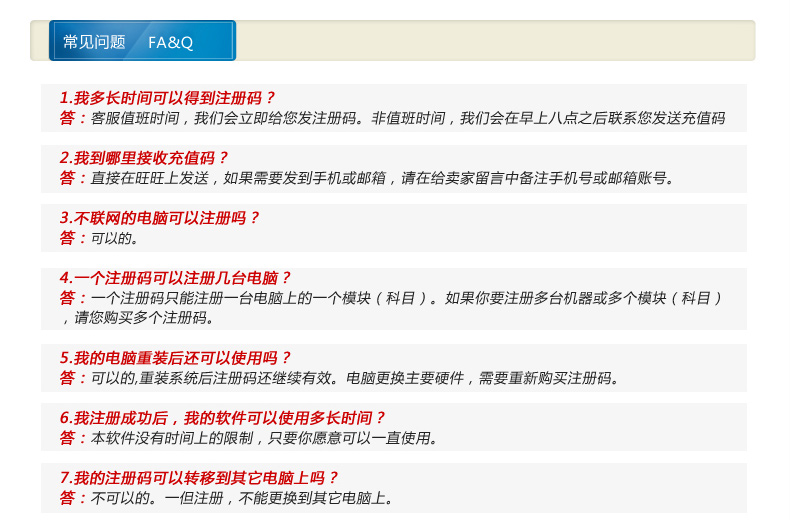 常见问题 FA&Q
1.我多长时间可以得到注册码？
答：客服值班时间，我们会立即给您发注册码。非值班时间，我们会在早上八点之后联系您发送充值码
2.我到哪里接收充值码？
答：直接在旺旺上发送，如果需要发到手机或邮箱，请在给卖家留言中备注手机号或邮箱账号。
3.不联网的电脑可以注册吗？
答：可以的。
4.一个注册码可以注册几台电脑？
答：一个注册码只能注册一台电脑上的一个模块（科目）。如果你要注册多台机器或多个模块（科目）
，请您购买多个注册码。
5.我的电脑重装后还可以使用吗？
答：可以的,重装系统后注册码还继续有效。电脑更换主要硬件，需要重新购买注册码。
6.我注册成功后，我的软件可以使用多长时间？
答：本软件没有时间上的限制，只要你愿意可以一直使用。
7.我的注册码可以转移到其它电脑上吗？
答：不可以的。一但注册，不能更换到其它电脑上。